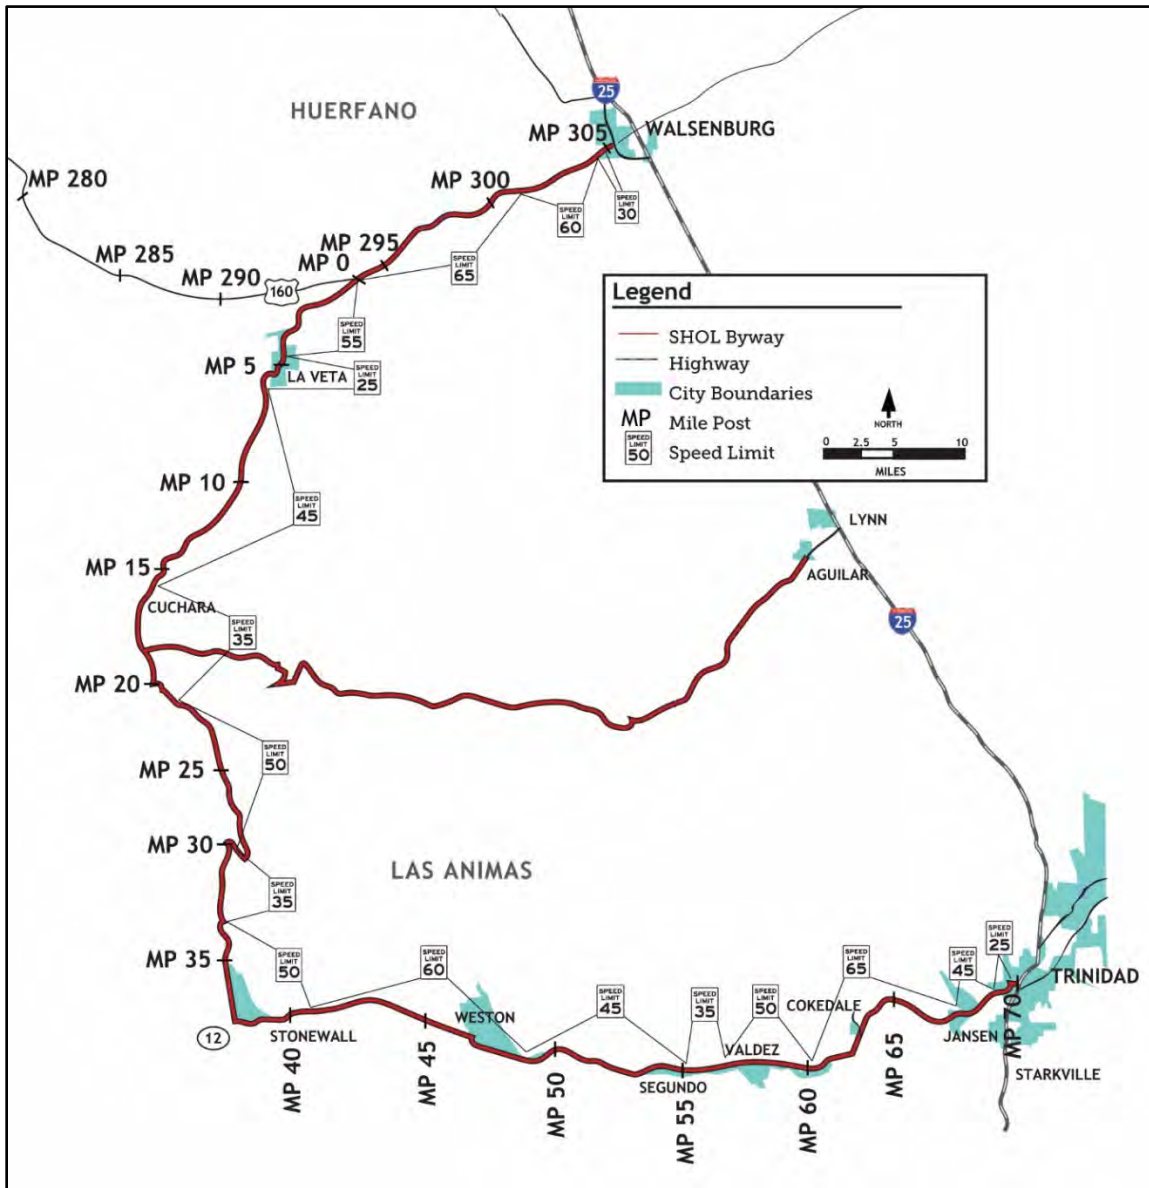 25
HUERFANO
MP 305
WALSENBURG
MP 280
MP 300
SPEED LIMIT 60
SPEED LIMIT 30
MP 285
MP 295
MP 0
SPEED LIMIT 65
MP 290
160
SPEED LIMIT 55
MP 5
LA VETA
SPEED LIMIT 25
Legend
SHOL Byway
Highway
City Boundaries
MP Mile Post
SPEED LIMIT 50 Speed Limit
NORTH
0 2.5 5 10
MILES
MP 10
SPEED LIMIT 45
LYNN
AGUILAR
MP 15
CUCHARA
SPEED LIMIT 35
25
MP 20
SPEED LIMIT 50
MP 25
MP 30
LAS ANIMAS
SPEED LIMIT 35
MP 35
SPEED LIMIT 50
SPEED LIMIT 60
SPEED LIMIT 65
SPEED LIMIT 45
SPEED LIMIT 25
TRINIDAD
SPEED LIMIT 45
SPEED LIMIT 35
SPEED LIMIT 50
COKEDALE
WESTON
12
STONEWALL
JANSEN
VALDEZ
SEGUNDO
STARKVILLE
MP 40
MP 45
MP 50
MP 55
MP 60
MP 65
MP 70